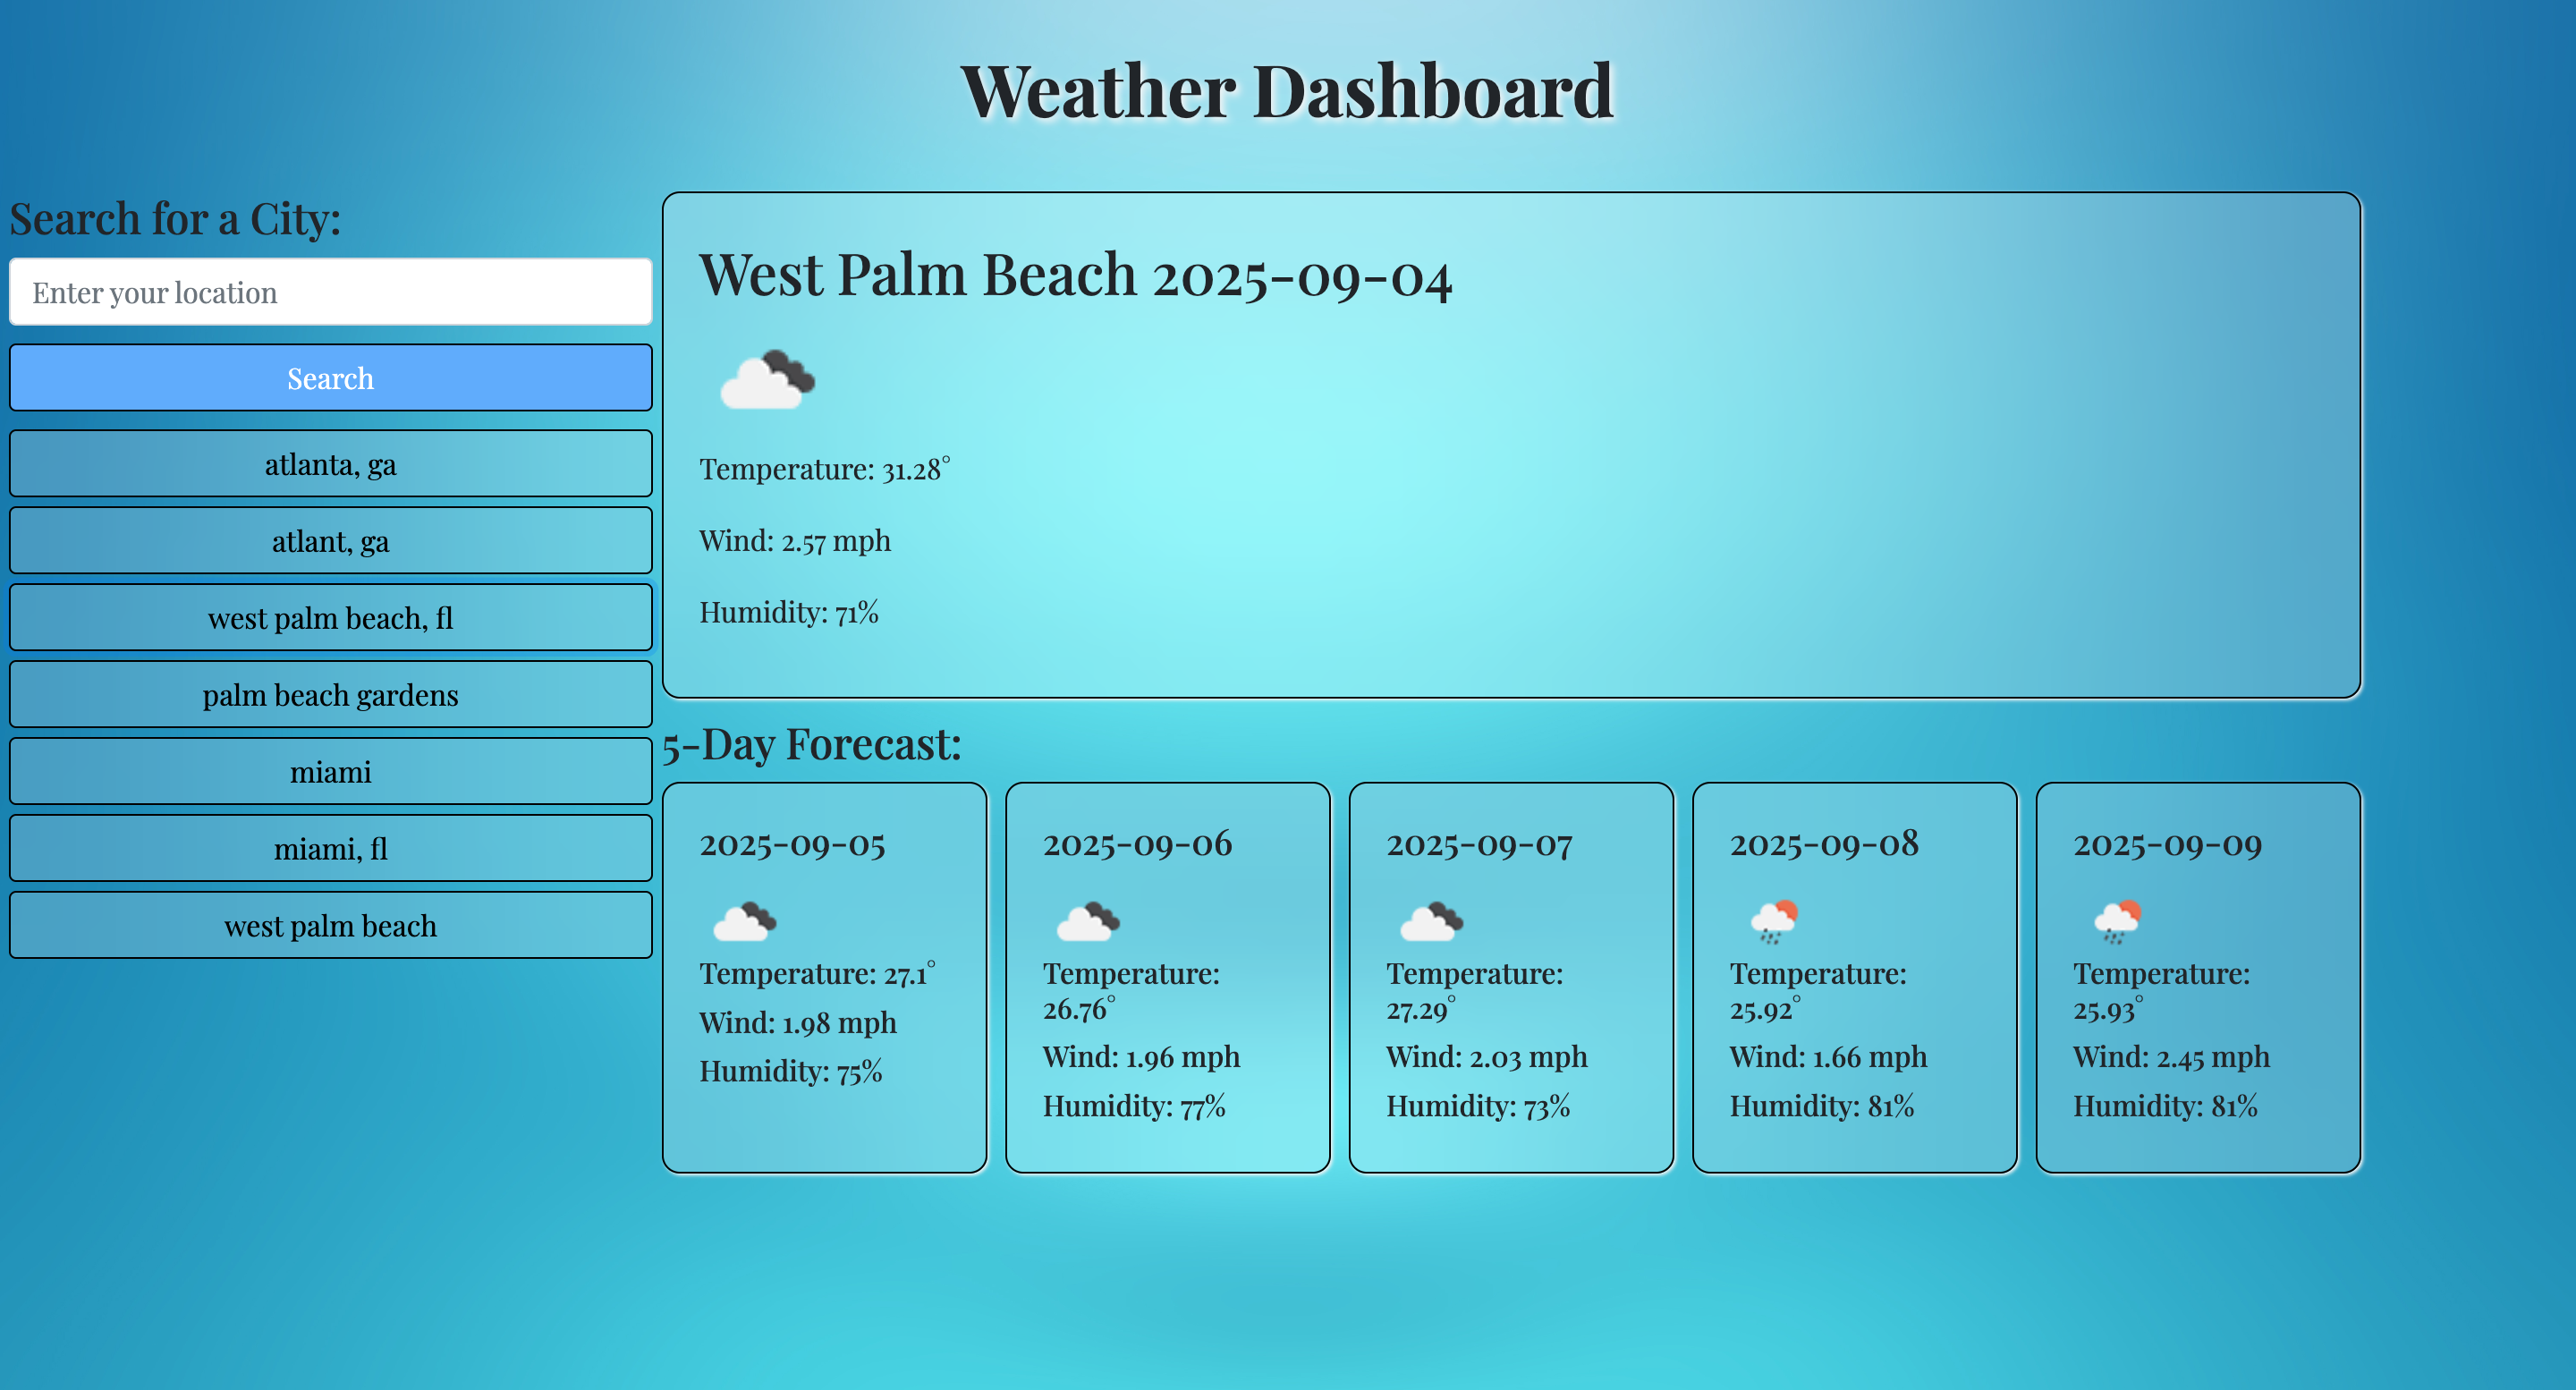 Weather Dashboard
Search for a City:
Enter your location
Search
atlanta, ga
atlant, ga
west palm beach, fl
palm beach gardens
miami
miami, fl
west palm beach
West Palm Beach 2025-09-04
Temperature: 31.28°
Wind: 2.57 mph
Humidity: 71%
5-Day Forecast:
2025-09-05
Temperature: 27.1°
Wind: 1.98 mph
Humidity: 75%
2025-09-06
Temperature:
26.76°
Wind: 1.96 mph
Humidity: 77%
2025-09-07
Temperature:
27.29°
Wind: 2.03 mph
Humidity: 73%
2025-09-08
Temperature:
25.92°
Wind: 1.66 mph
Humidity: 81%
2025-09-09
Temperature:
25.93°
Wind: 2.45 mph
Humidity: 81%